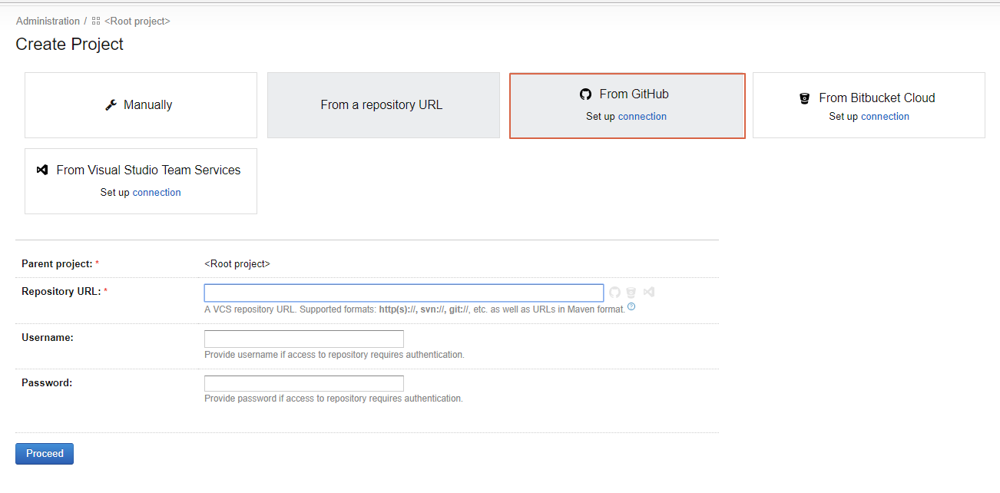 Administration / <Root project>
Create Project
Manually
From a repository URL
From GitHub
Set up connection
From Bitbucket Cloud
Set up connection
From Visual Studio Team Services
Set up connection
Parent project: * <Root project>
Repository URL: *
A VCS repository URL. Supported formats: http(s)://, svn://, git://, etc. as well as URLs in Maven format. ?
Username:
Provide username if access to repository requires authentication.
Password:
Provide password if access to repository requires authentication.
Proceed